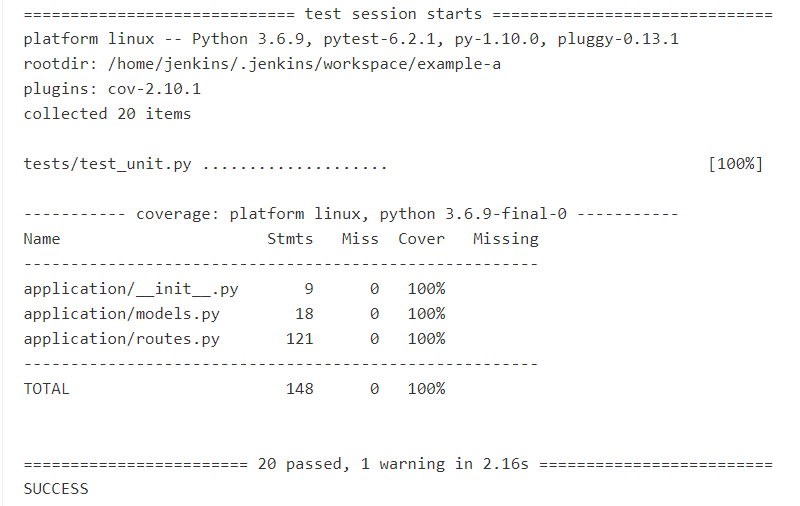 ============================= test session starts ==============================
platform linux -- Python 3.6.9, pytest-6.2.1, py-1.10.0, pluggy-0.13.1
rootdir: /home/jenkins/.jenkins/workspace/example-a
plugins: cov-2.10.1
collected 20 items
tests/test_unit.py .................... [100%]
----------- coverage: platform linux, python 3.6.9-final-0 -----------
Name Stmts Miss Cover Missing
-------------------------------------------------------
application/__init__.py 9 0 100%
application/models.py 18 0 100%
application/routes.py 121 0 100%
-------------------------------------------------------
TOTAL 148 0 100%
======================== 20 passed, 1 warning in 2.16s =========================
SUCCESS